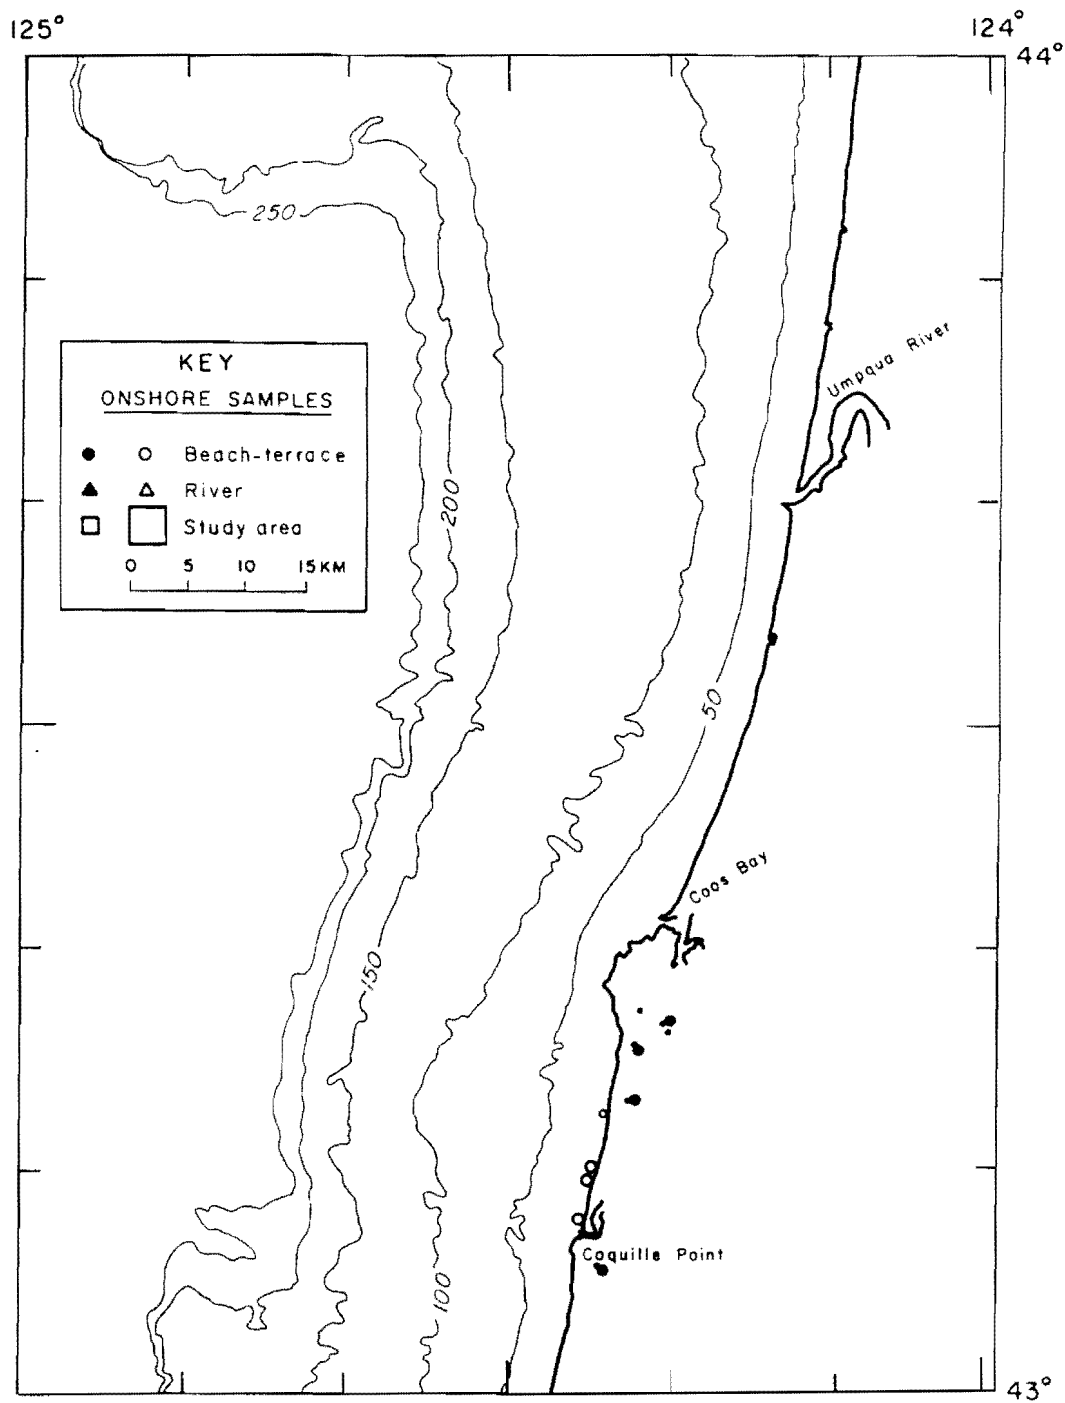 125° 124°
44°
250
KEY
ONSHORE SAMPLES
Beach-terrace
River
Study area
0 5 10 15 KM
Umpqua River
200
50
Coos Bay
150
Coquille Point
100
43°